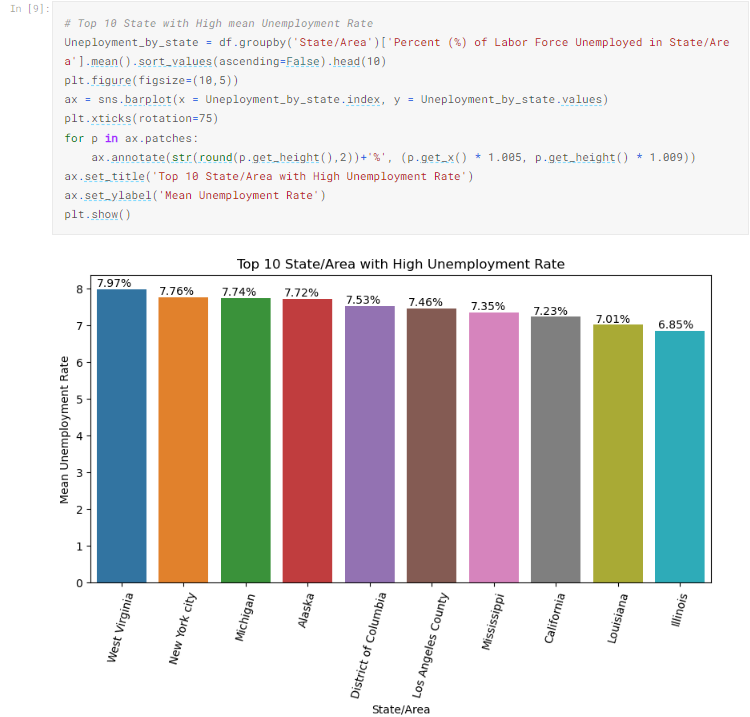 In [9]:
# Top 10 State with High mean Unemployment Rate
Uneployment_by_state = df.groupby('State/Area')['Percent (%) of Labor Force Unemployed in State/Are
a'].mean().sort_values(ascending=False).head(10)
plt.figure(figsize=(10,5))
ax = sns.barplot(x = Uneployment_by_state.index, y = Uneployment_by_state.values)
plt.xticks(rotation=75)
for p in ax.patches:
    ax.annotate(str(round(p.get_height(),2))+'%', (p.get_x() * 1.005, p.get_height() * 1.009))
ax.set_title('Top 10 State/Area with High Unemployment Rate')
ax.set_ylabel('Mean Unemployment Rate')
plt.show()
Top 10 State/Area with High Unemployment Rate
Mean Unemployment Rate
8
7
6
5
4
3
2
1
0
7.97%
7.76%
7.74%
7.72%
7.53%
7.46%
7.35%
7.23%
7.01%
6.85%
West Virginia
New York city
Michigan
Alaska
District of Columbia
Los Angeles County
Mississippi
California
Louisiana
Illinois
State/Area